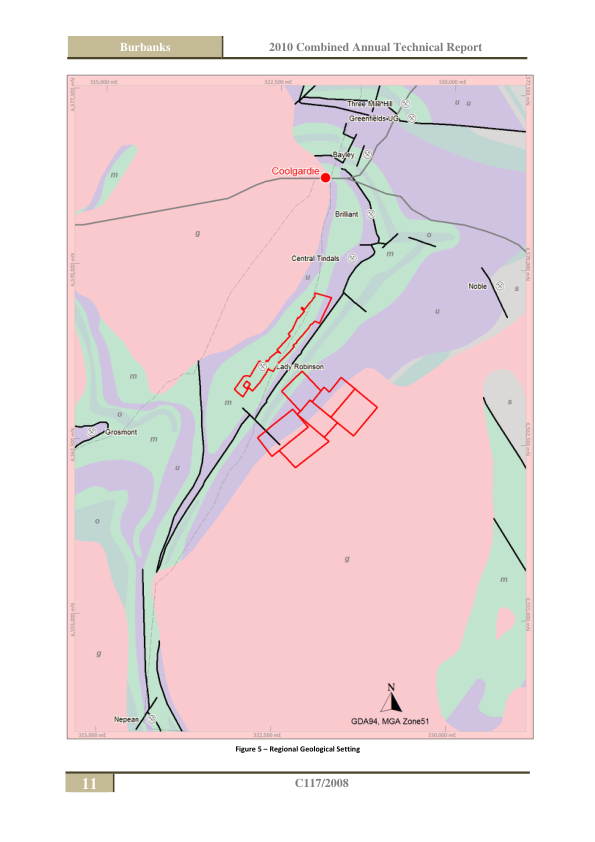 Burbanks
2010 Combined Annual Technical Report
315,000 mE
322,500 mE
330,000 mE
Three Mile Hill
u u
Greenfields UG
Bayley
m
Coolgardie
Brilliant
g
o
Central Tindals
m
u
Noble
s
u
Lady Robinson
m
m
s
o
Grosmont
m
u
o
g
m
g
N
Nepean
GDA94, MGA Zone51
315,000 mE
322,500 mE
330,000 mE
Figure 5 – Regional Geological Setting
11
C117/2008